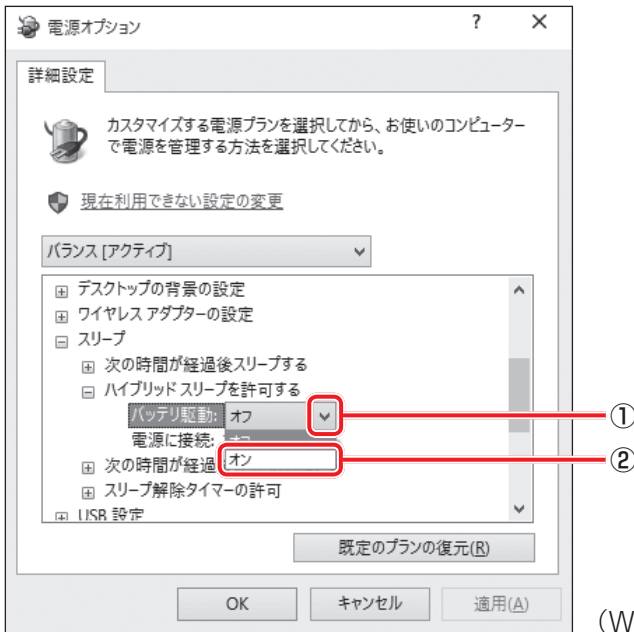 電源オプション
? ×
詳細設定
カスタマイズする電源プランを選択してから、お使いのコンピューター
で電源を管理する方法を選択してください。
現在利用できない設定の変更
バランス [アクティブ]
デスクトップの背景の設定
ワイヤレス アダプターの設定
スリープ
次の時間が経過後スリープする
ハイブリッド スリープを許可する
バッテリ駆動: オフ
①
電源に接続:
次の時間が経過
オン
②
スリープ解除タイマーの許可
USB 設定
既定のプランの復元(R)
OK キャンセル 適用(A)
(W